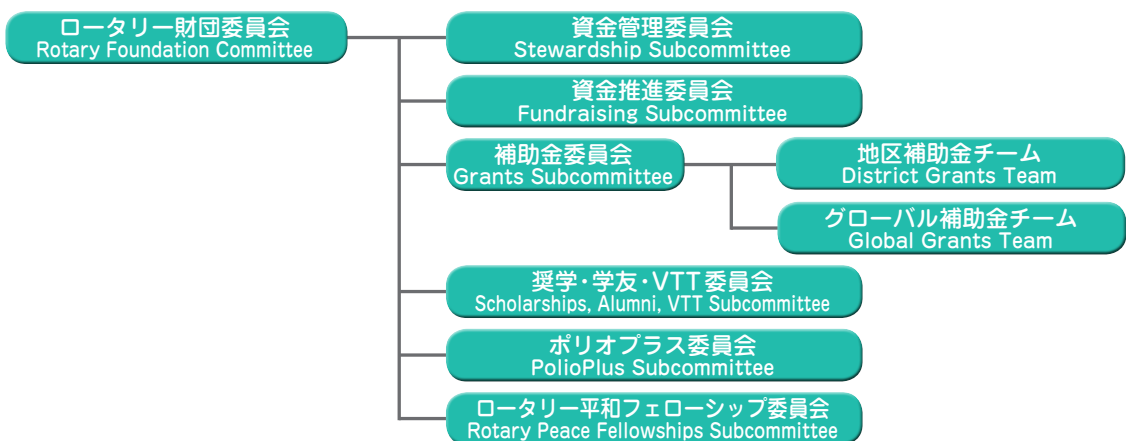 ロータリー財団委員会
Rotary Foundation Committee
資金管理委員会
Stewardship Subcommittee
資金推進委員会
Fundraising Subcommittee
補助金委員会
Grants Subcommittee
地区補助金チーム
District Grants Team
グローバル補助金チーム
Global Grants Team
奨学・学友・VTT委員会
Scholarships, Alumni, VTT Subcommittee
ポリオプラス委員会
PolioPlus Subcommittee
ロータリー平和フェローシップ委員会
Rotary Peace Fellowships Subcommittee